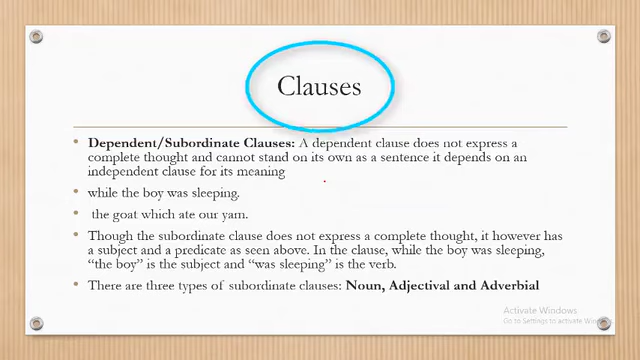 Clauses
Dependent/Subordinate Clauses: A dependent clause does not express a
complete thought and cannot stand on its own as a sentence it depends on an
independent clause for its meaning
while the boy was sleeping.
the goat which ate our yarn.
Though the subordinate clause does not express a complete thought, it however has
a subject and a predicate as seen above. In the clause, while the boy was sleeping,
“the boy” is the subject and “was sleeping” is the verb.
There are three types of subordinate clauses: Noun, Adjectival and Adverbial
Activate Windows
Go to Settings to activate